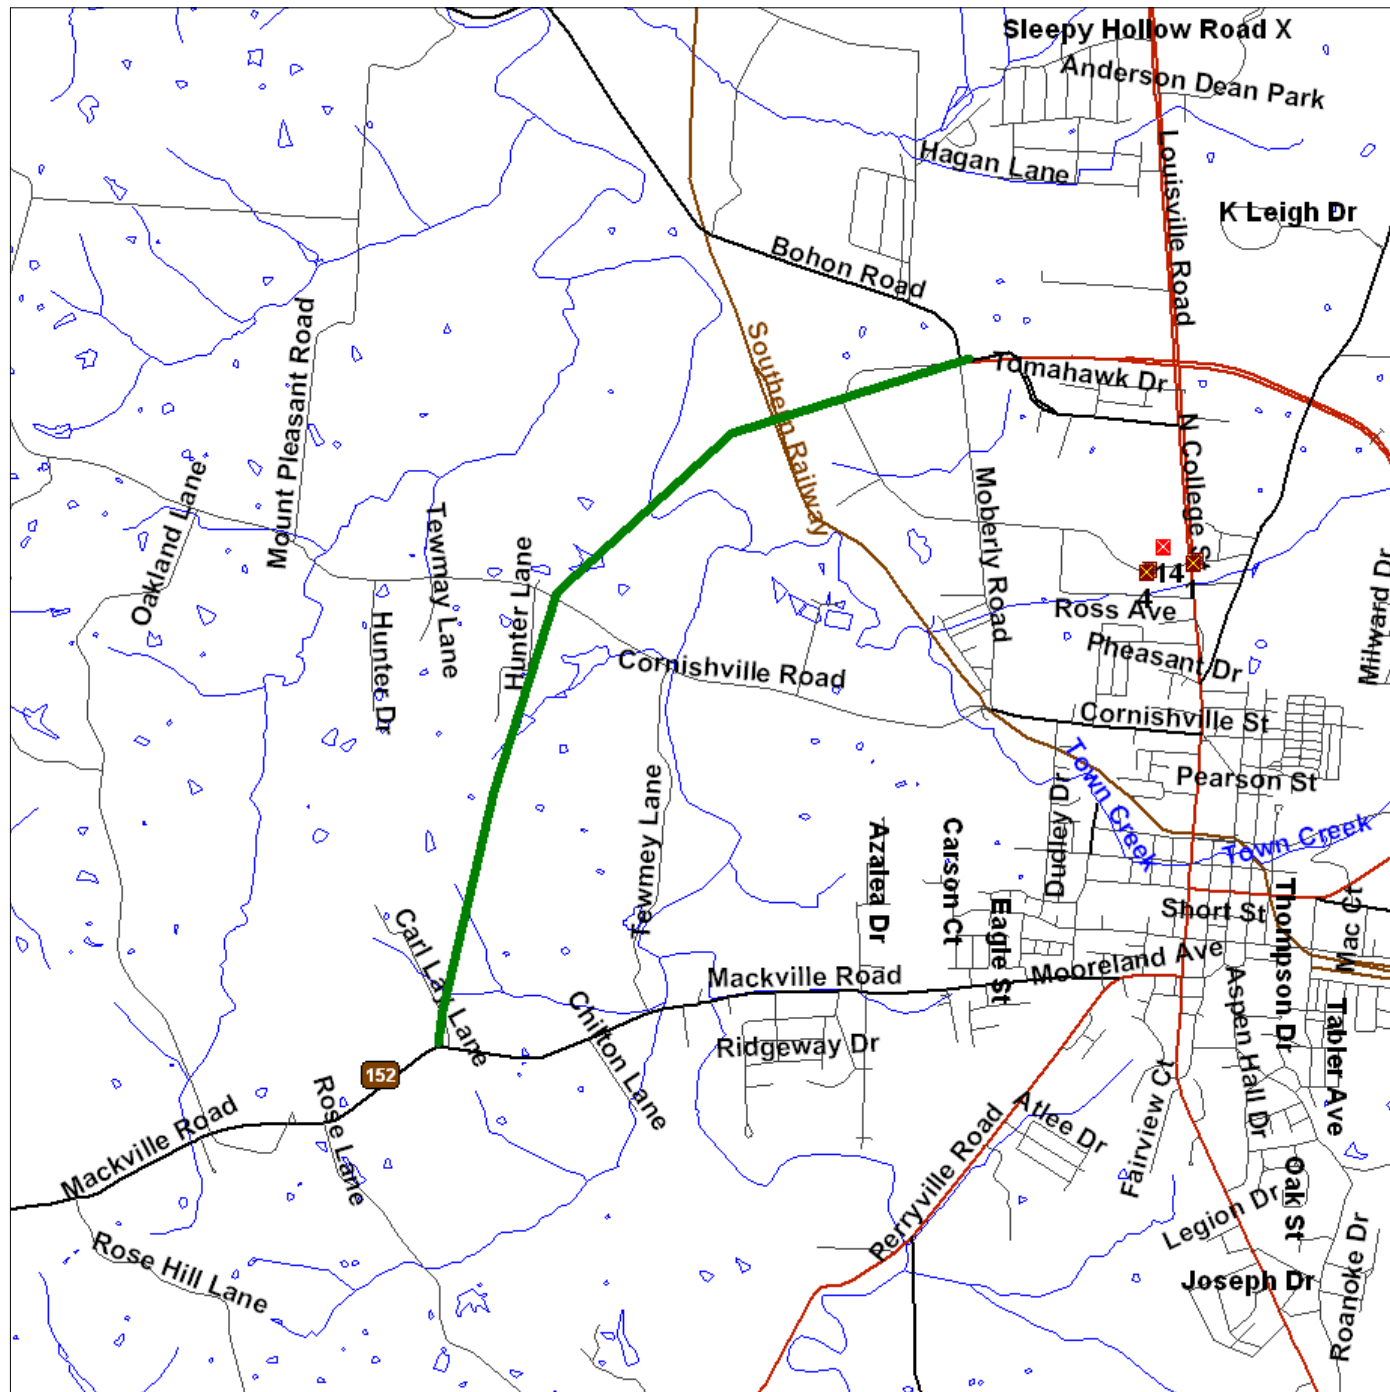 Sleepy Hollow Road X
Anderson Dean Park
Hagan Lane
Louisville Road
K Leigh Dr
Bohon Road
Mount Pleasant Road
Southern Railway
Tomahawk Dr
N College St
Oakland Lane
Tewmay Lane
Hunter Lane
Moberly Road
14
1
4
Ross Ave
Milward Dr
Hunter Dr
Cornishville Road
Pheasant Dr
Cornishville St
Town Creek
Pearson St
Tewmey Lane
Dudley Dr
Azalea Dr
Carson Ct
Town Creek
Eagle St
Short St
Thompson Dr
Mac Ct
Carl Lay Lane
Mackville Road
Mooreland Ave
Aspen Hall Dr
Chilton Lane
Ridgeway Dr
Tabler Ave
152
Rose Lane
Mackville Road
Atlee Dr
Fairview Ct
Perryville Road
Oak St
Legion Dr
Rose Hill Lane
Joseph Dr
Roanoke Dr